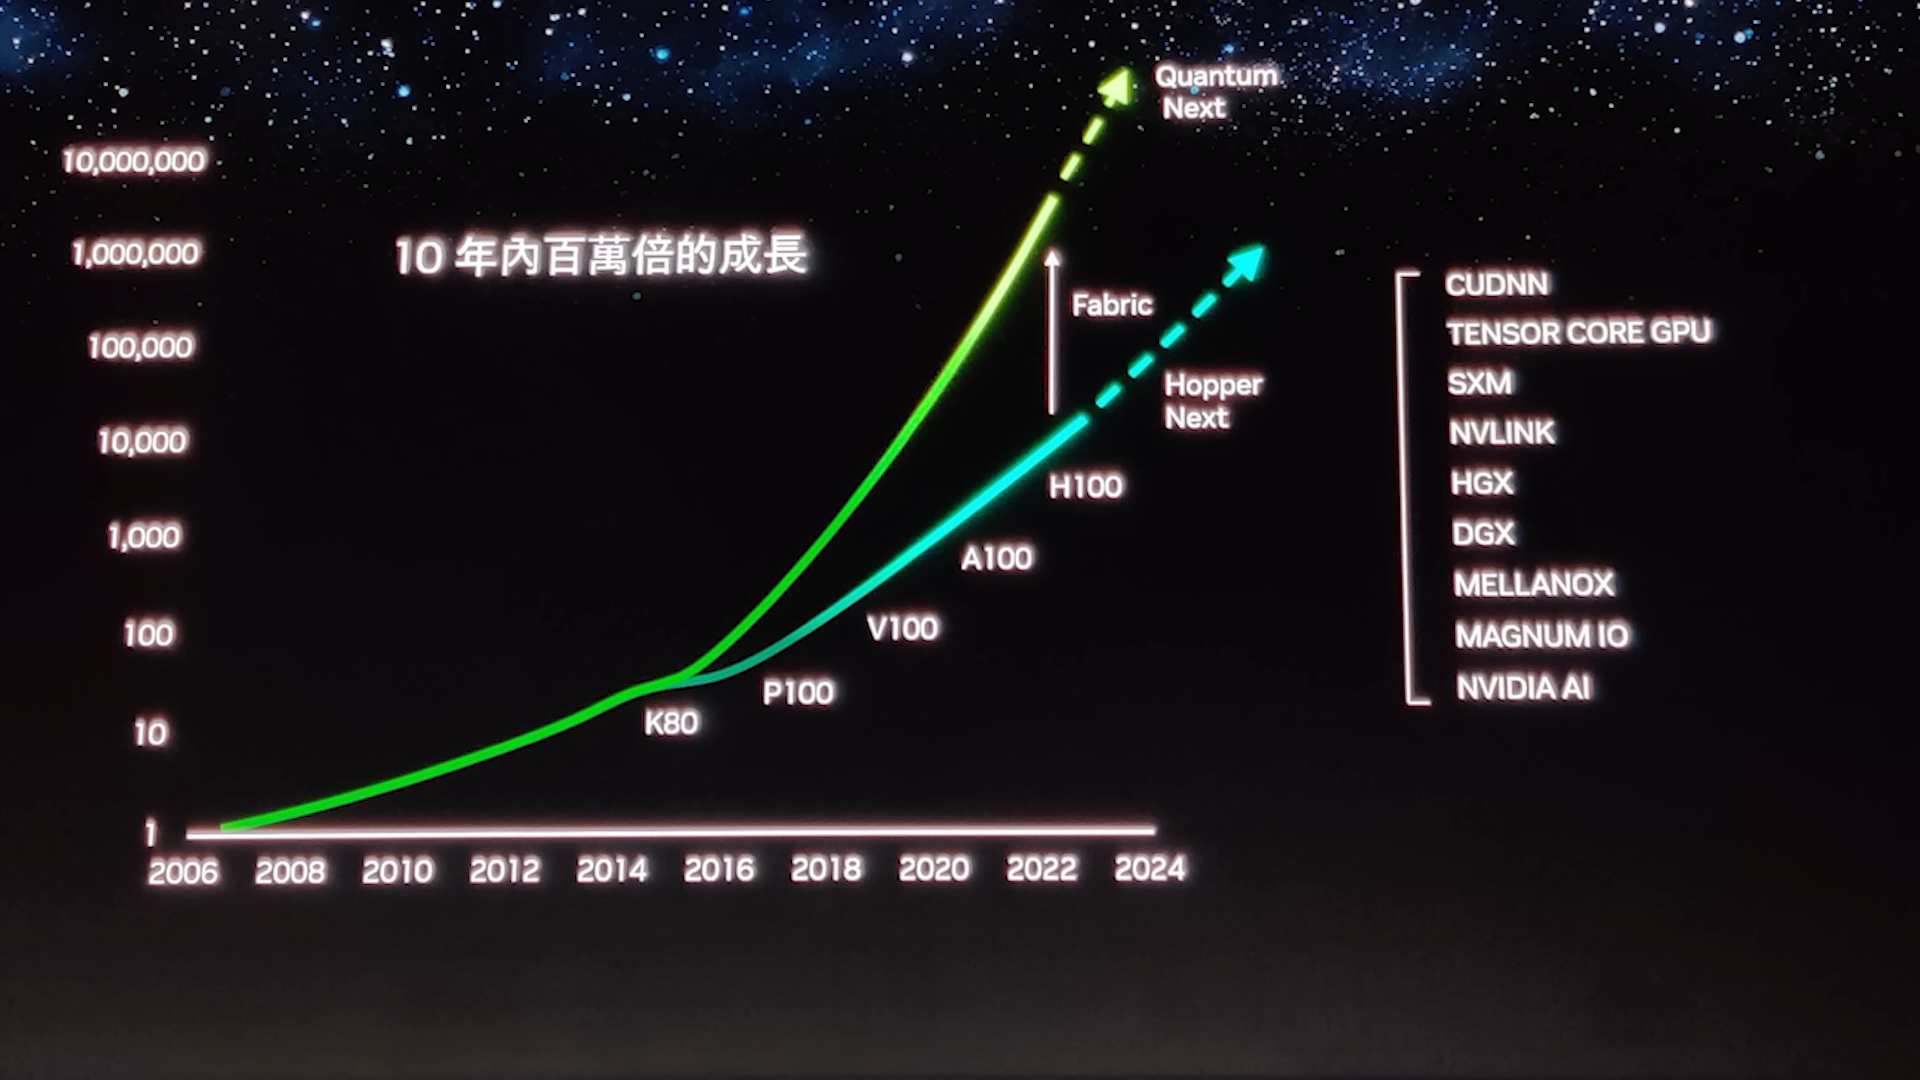 Quantum
Next
10,000,000
10 年內百萬倍的成長
1,000,000
Fabric
100,000
Hopper
Next
10,000
H100
1,000
A100
100
V100
P100
K80
10
1
2006 2008 2010 2012 2014 2016 2018 2020 2022 2024
CUDNN
TENSOR CORE GPU
SXM
NVLINK
HGX
DGX
MELLANOX
MAGNUM IO
NVIDIA AI